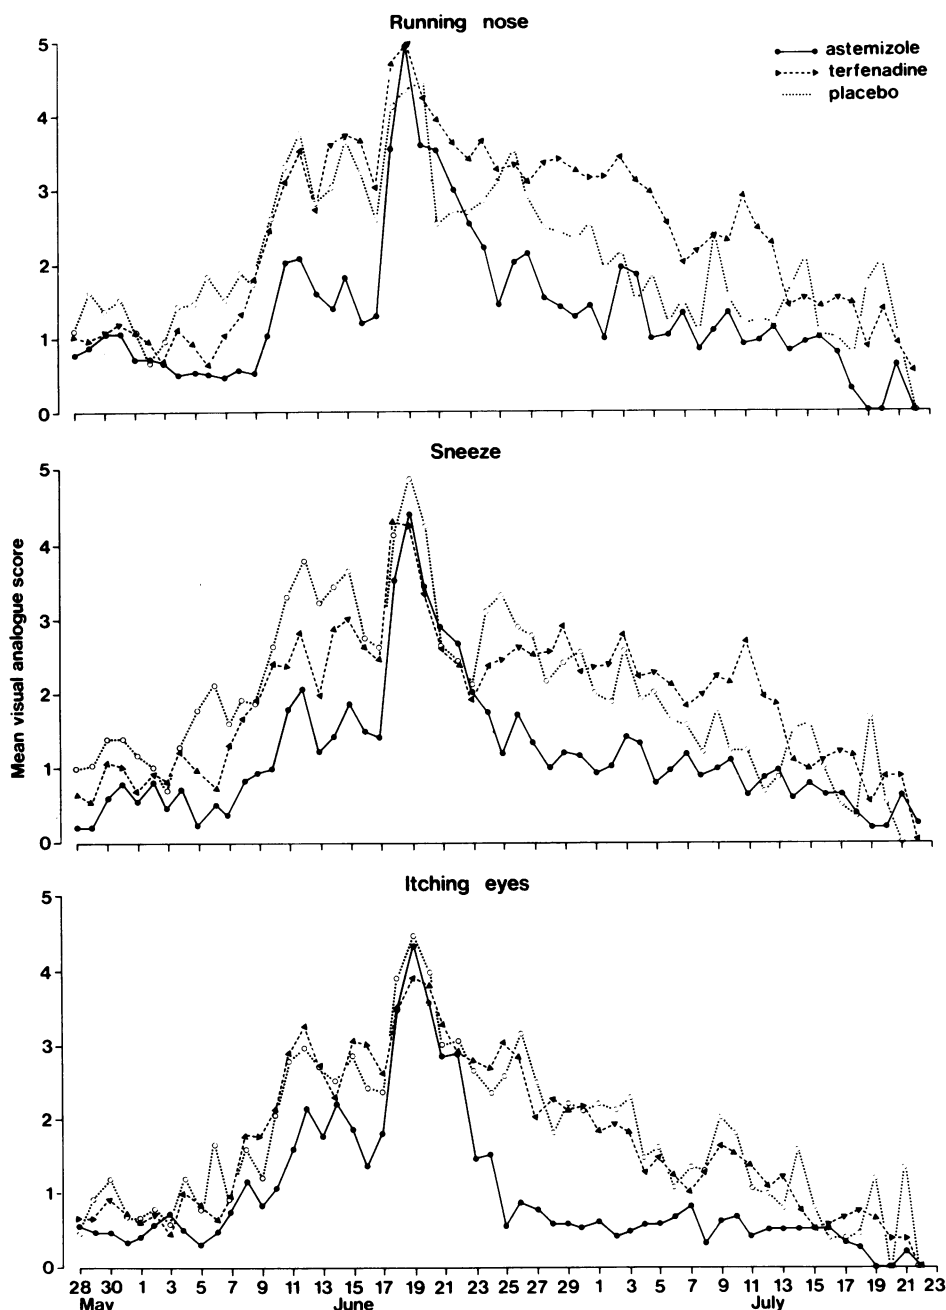 Running nose
5
4
3
2
1
0
astemizole
terfenadine
placebo
Sneeze
5
4
3
2
1
0
Mean visual analogue score
Itching eyes
5
4
3
2
1
0
28 30 1 3 5 7 9 11 13 15 17 19 21 23 25 27 29 1 3 5 7 9 11 13 15 17 19 21 23
May June July